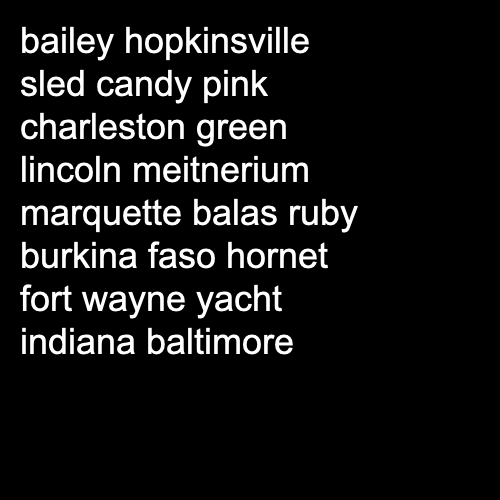 bailey hopkinsville
sled candy pink
charleston green
lincoln meitnerium
marquette balas ruby
burkina faso hornet
fort wayne yacht
indiana baltimore